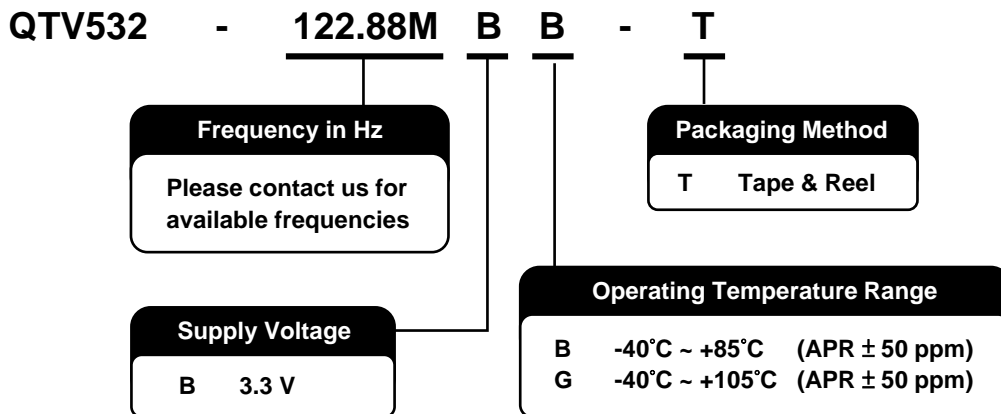 QTV532 - 122.88M B B - T
Frequency in Hz
Please contact us for
available frequencies
Packaging Method
T Tape & Reel
Supply Voltage
B 3.3 V
Operating Temperature Range
B -40°C ~ +85°C (APR ± 50 ppm)
G -40°C ~ +105°C (APR ± 50 ppm)